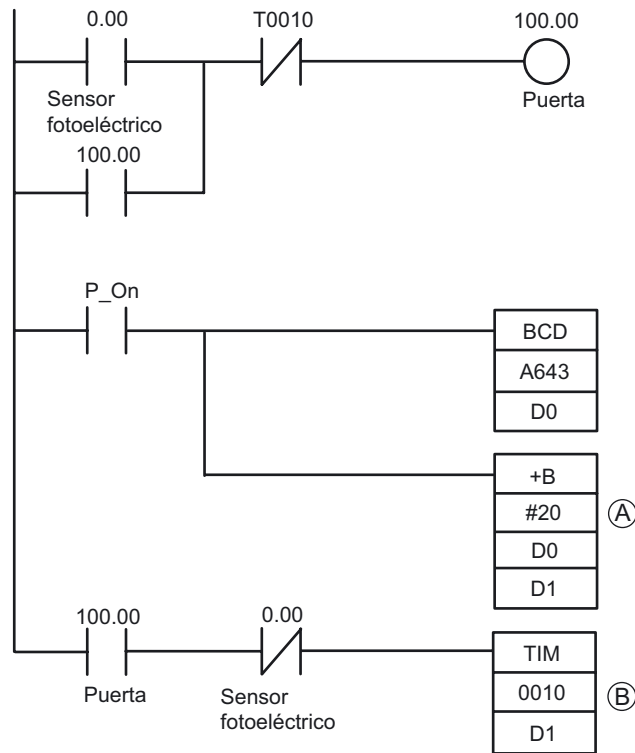 0.00 T0010 100.00
Sensor
fotoeléctrico
Puerta
100.00
P_On
BCD
A643
D0
+B
#20
D0
D1
A
100.00 0.00
Puerta
Sensor
fotoeléctrico
TIM
0010
D1
B